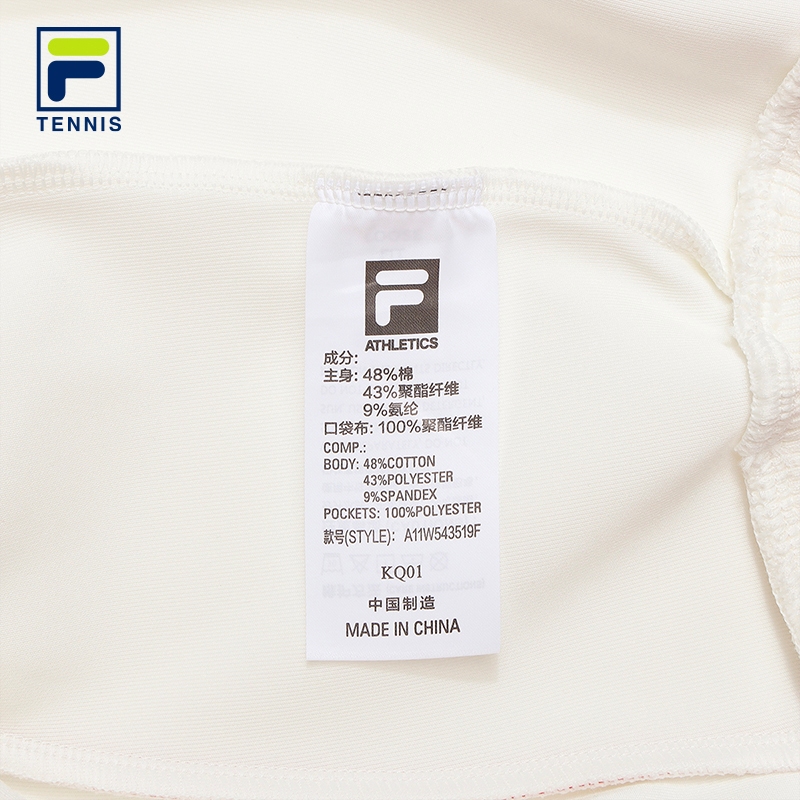 TENNIS
ATHLETICS
成分:
主身: 48%棉
43%聚酯纤维
9%氨纶
口袋布: 100%聚酯纤维
COMP.:
BODY: 48%COTTON
43%POLYESTER
9%SPANDEX
POCKETS: 100%POLYESTER
款号(STYLE): A11W543519F
KQ01
中国制造
MADE IN CHINA